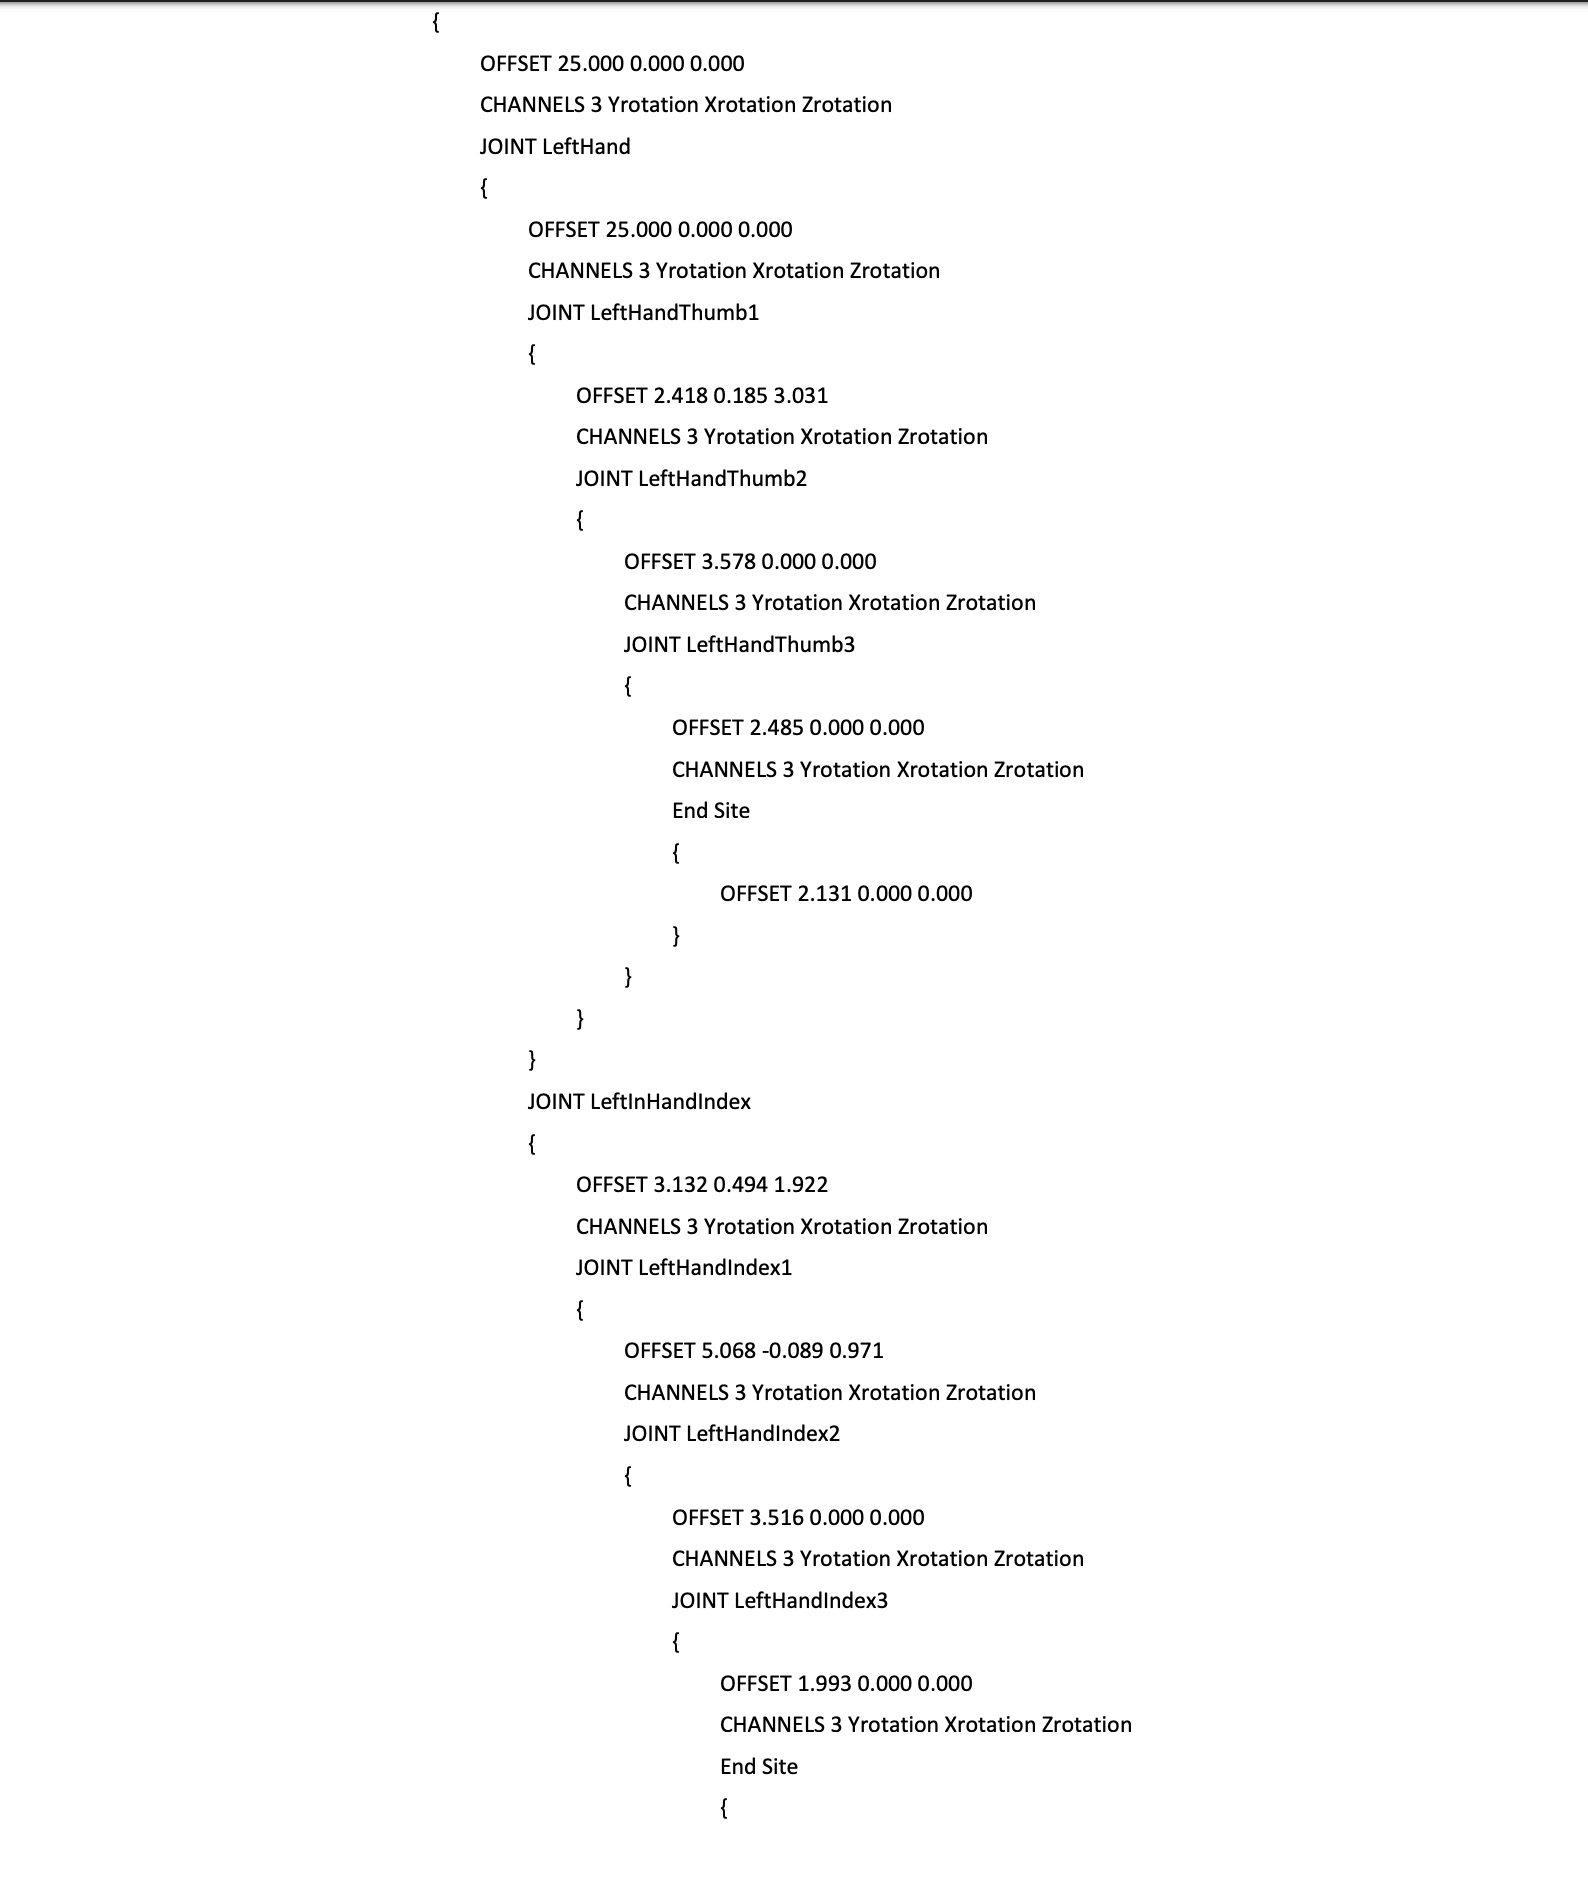 {
OFFSET 25.000 0.000 0.000
CHANNELS 3 Yrotation Xrotation Zrotation
JOINT LeftHand
{
OFFSET 25.000 0.000 0.000
CHANNELS 3 Yrotation Xrotation Zrotation
JOINT LeftHandThumb1
{
OFFSET 2.418 0.185 3.031
CHANNELS 3 Yrotation Xrotation Zrotation
JOINT LeftHandThumb2
{
OFFSET 3.578 0.000 0.000
CHANNELS 3 Yrotation Xrotation Zrotation
JOINT LeftHandThumb3
{
OFFSET 2.485 0.000 0.000
CHANNELS 3 Yrotation Xrotation Zrotation
End Site
{
OFFSET 2.131 0.000 0.000
}
}
}
}
JOINT LeftInHandIndex
{
OFFSET 3.132 0.494 1.922
CHANNELS 3 Yrotation Xrotation Zrotation
JOINT LeftHandIndex1
{
OFFSET 5.068 -0.089 0.971
CHANNELS 3 Yrotation Xrotation Zrotation
JOINT LeftHandIndex2
{
OFFSET 3.516 0.000 0.000
CHANNELS 3 Yrotation Xrotation Zrotation
JOINT LeftHandIndex3
{
OFFSET 1.993 0.000 0.000
CHANNELS 3 Yrotation Xrotation Zrotation
End Site
{